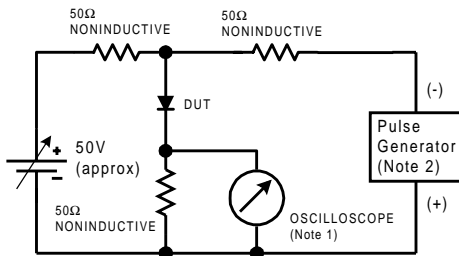 50Ω
NONINDUCTIVE
50Ω
NONINDUCTIVE
(-)
DUT
+
50V
(approx)
-
Pulse
Generator
(Note 2)
50Ω
NONINDUCTIVE
OSCILLOSCOPE
(Note 1)
(+)